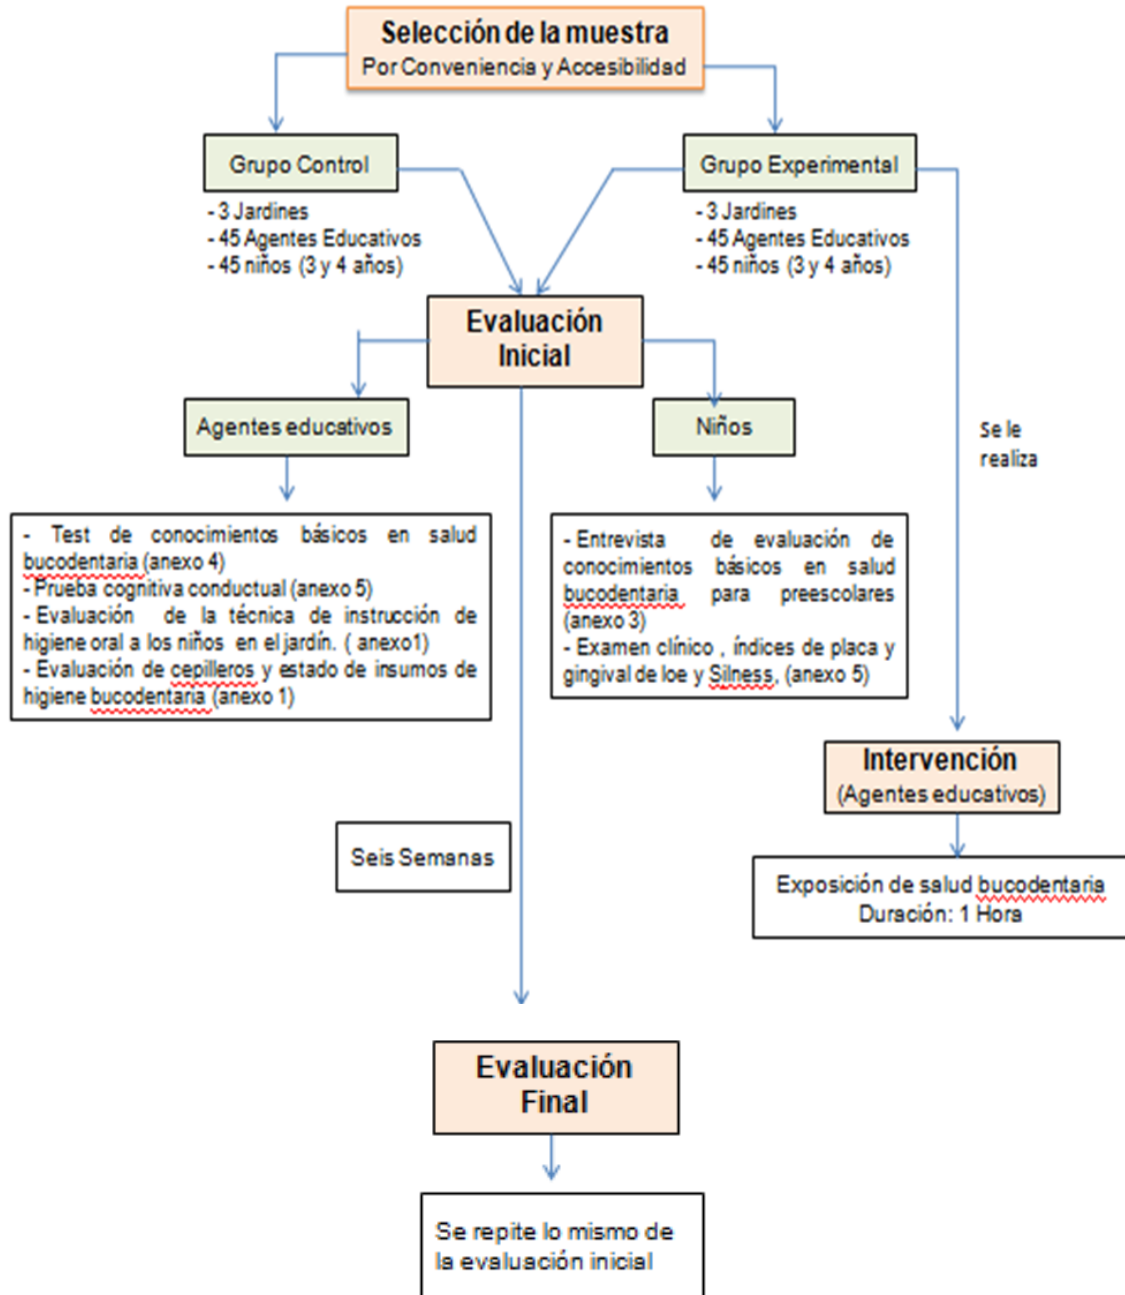 Selección de la muestra
Por Conveniencia y Accesibilidad
Grupo Control
- 3 Jardines
- 45 Agentes Educativos
- 45 niños (3 y 4 años)
Grupo Experimental
- 3 Jardines
- 45 Agentes Educativos
- 45 niños (3 y 4 años)
Evaluación
Inicial
Agentes educativos
Niños
Se le
realiza
- Test de conocimientos básicos en salud
bucodentaria (anexo 4)
- Prueba cognitiva conductual (anexo 5)
- Evaluación de la técnica de instrucción de
higiene oral a los niños en el jardín. ( anexo1)
- Evaluación de cepilleros y estado de insumos de
higiene bucodentaria (anexo 1)
- Entrevista de evaluación de
conocimientos básicos en salud
bucodentaria para preescolares
(anexo 3)
- Examen clínico , índices de placa y
gingival de loe y Silness, (anexo 5)
Intervención
(Agentes educativos)
Seis Semanas
Exposición de salud bucodentaria
Duración: 1 Hora
Evaluación
Final
Se repite lo mismo de
la evaluación inicial